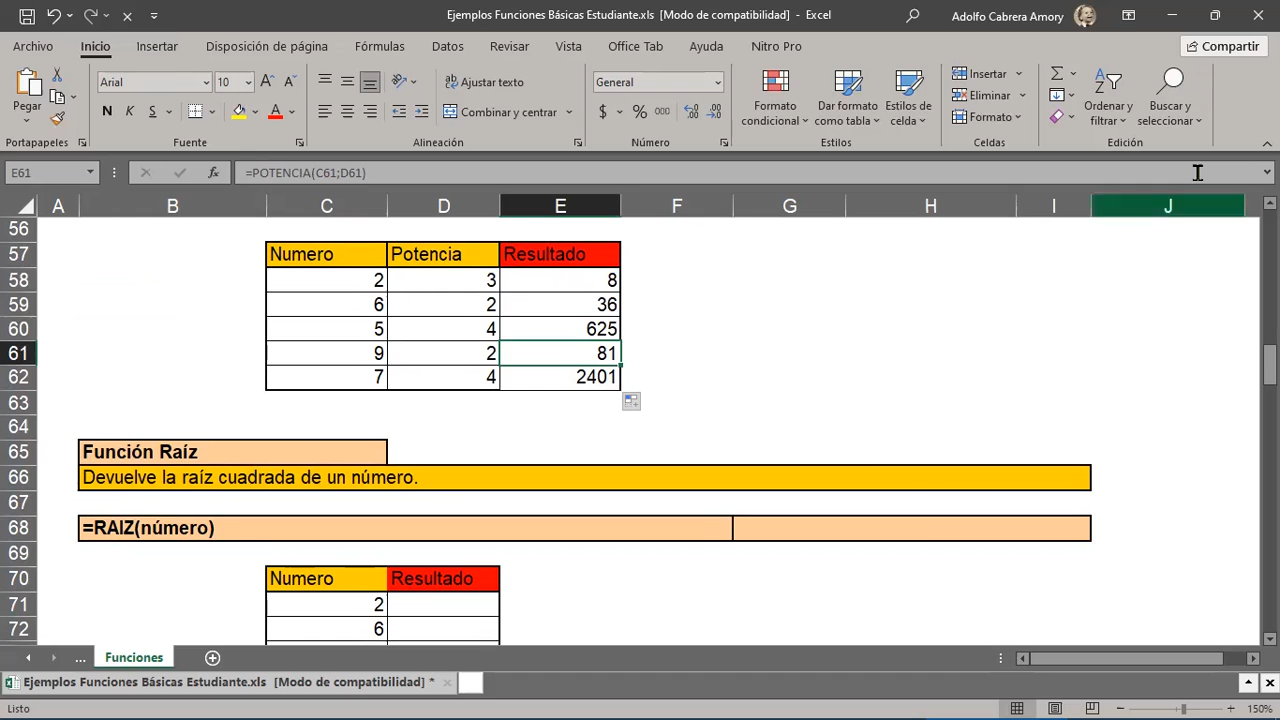 Ejemplos Funciones Básicas Estudiante.xls  [Modo de compatibilidad] - Excel
Adolfo Cabrera Amory
Archivo Inicio Insertar Disposición de página Fórmulas Datos Revisar Vista Office Tab Ayuda Nitro Pro Compartir
Pegar
Portapapeles
Arial 10
N K S
Fuente
Ajustar texto
Combinar y centrar
Alineación
General
$ % 000
Número
Formato condicional
Dar formato como tabla
Estilos de celda
Estilos
Insertar
Eliminar
Formato
Celdas
Ordenar y filtrar
Buscar y seleccionar
Edición
E61 fx =POTENCIA(C61;D61)
A B C D E F G H I J
56
57 Numero Potencia Resultado
58 2 3 8
59 6 2 36
60 5 4 625
61 9 2 81
62 7 4 2401
63
64
65 Función Raíz
66 Devuelve la raíz cuadrada de un número.
67
68 =RAIZ(número)
69
70 Numero Resultado
71 2
72 6
... Funciones
Ejemplos Funciones Básicas Estudiante.xls  [Modo de compatibilidad] *
Listo 150%